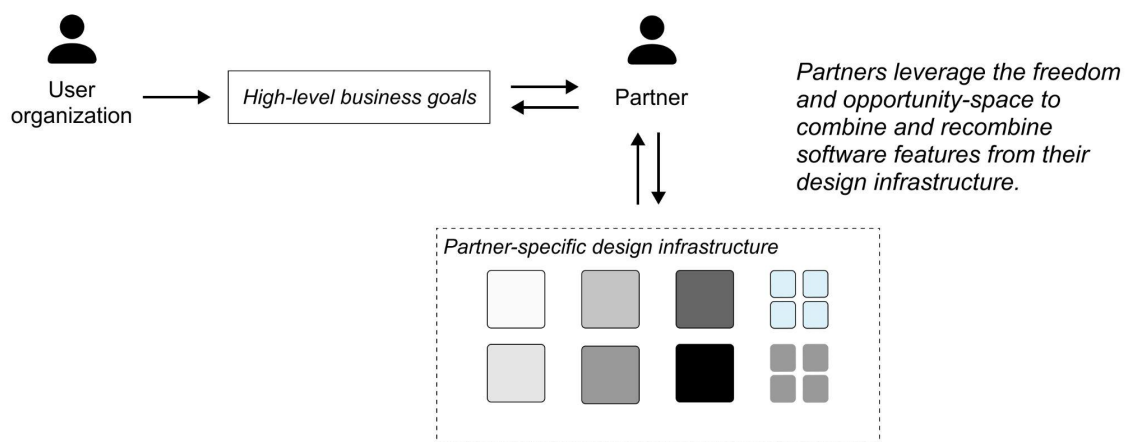 User
organization
High-level business goals
Partner
Partners leverage the freedom
and opportunity-space to
combine and recombine
software features from their
design infrastructure.
Partner-specific design infrastructure